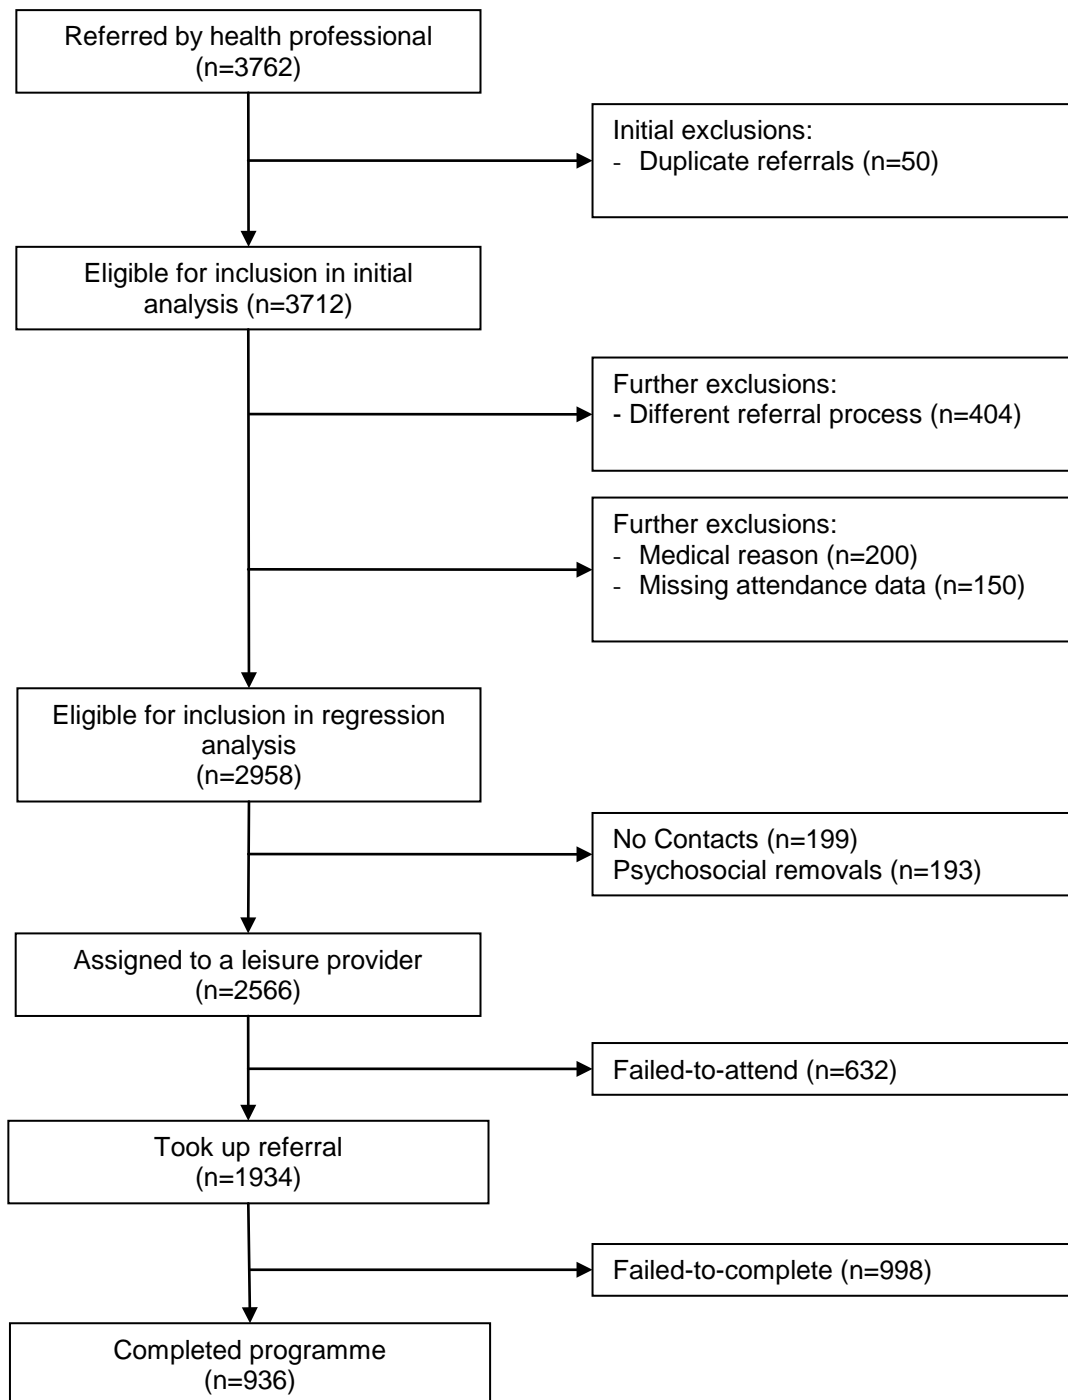 Referred by health professional
(n=3762)
Initial exclusions:
- Duplicate referrals (n=50)
Eligible for inclusion in initial
analysis (n=3712)
Further exclusions:
- Different referral process (n=404)
Further exclusions:
- Medical reason (n=200)
- Missing attendance data (n=150)
Eligible for inclusion in regression
analysis
(n=2958)
No Contacts (n=199)
Psychosocial removals (n=193)
Assigned to a leisure provider
(n=2566)
Failed-to-attend (n=632)
Took up referral
(n=1934)
Failed-to-complete (n=998)
Completed programme
(n=936)